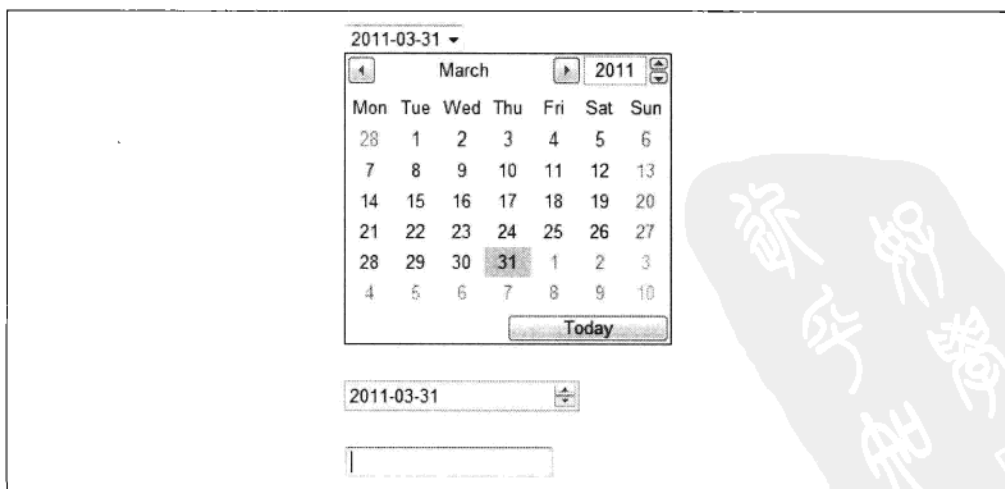 2011-03-31
March 2011
Mon Tue Wed Thu Fri Sat Sun
28 1 2 3 4 5 6
7 8 9 10 11 12 13
14 15 16 17 18 19 20
21 22 23 24 25 26 27
28 29 30 31 1 2 3
4 5 6 7 8 9 10
Today
2011-03-31